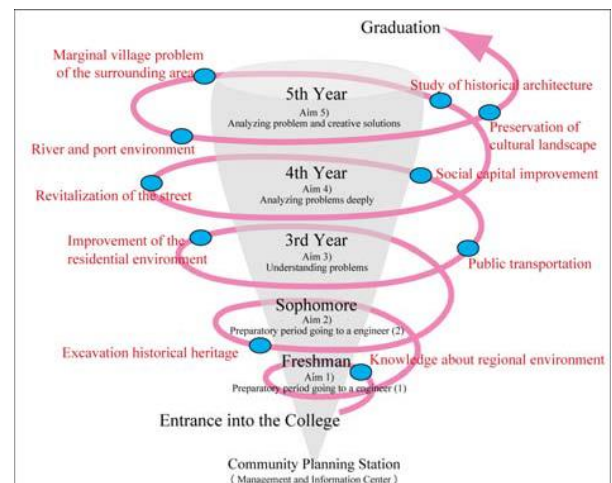 Graduation
Marginal village problem
of the surrounding area
5th Year
Aim 5)
Analyzing problem and creative solutions
Study of historical architecture
Preservation of
cultural landscape
River and port environment
4th Year
Aim 4)
Analyzing problems deeply
Social capital improvement
Revitalization of the street
Improvement of the
residential environment
3rd Year
Aim 3)
Understanding problems
Public transportation
Sophomore
Aim 2)
Preparatory period going to a engineer (2)
Excavation historical heritage
Freshman
Aim 1)
Preparatory period going to a engineer (1)
Knowledge about regional environment
Entrance into the College
Community Planning Station
( Management and Information Center )